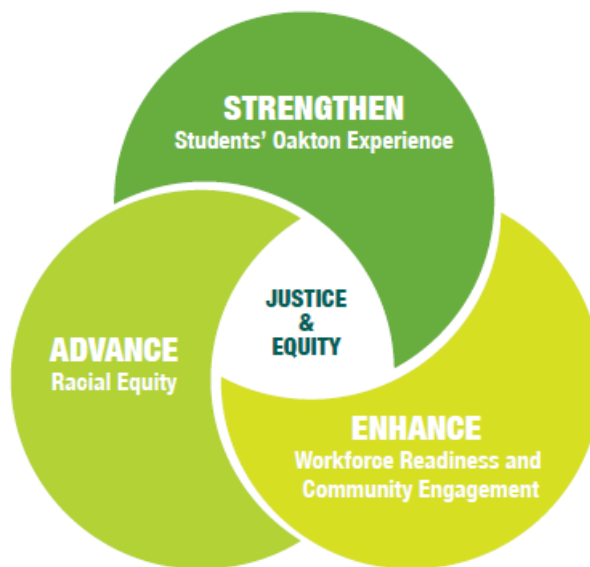 STRENGTHEN
Students' Oakton Experience
JUSTICE
&
EQUITY
ADVANCE
Racial Equity
ENHANCE
Workforce Readiness and
Community Engagement